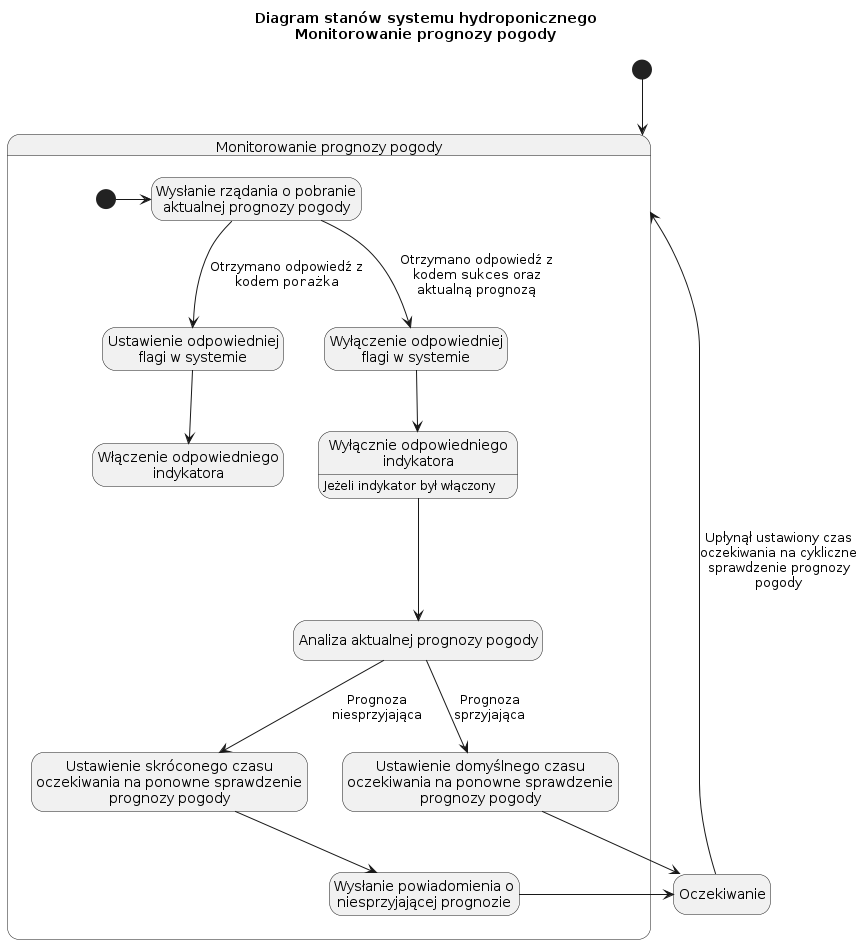 Diagram stanów systemu hydroponicznego
Monitorowanie prognozy pogody
Monitorowanie prognozy pogody
Wysłanie rządania o pobranie
aktualnej prognozy pogody
Otrzymano odpowiedź z
kodem porażka
Otrzymano odpowiedź z
kodem sukces oraz
aktualną prognozą
Ustawienie odpowiedniej
flagi w systemie
Wyłączenie odpowiedniej
flagi w systemie
Włączenie odpowiedniego
indykatora
Wyłącznie odpowiedniego
indykatora
Jeżeli indykator był włączony
Upłynął ustawiony czas
oczekiwania na cykliczne
sprawdzenie prognozy
pogody
Analiza aktualnej prognozy pogody
Prognoza
niesprzyjająca
Prognoza
sprzyjająca
Ustawienie skróconego czasu
oczekiwania na ponowne sprawdzenie
prognozy pogody
Ustawienie domyślnego czasu
oczekiwania na ponowne sprawdzenie
prognozy pogody
Wysłanie powiadomienia o
niesprzyjającej prognozie
Oczekiwanie